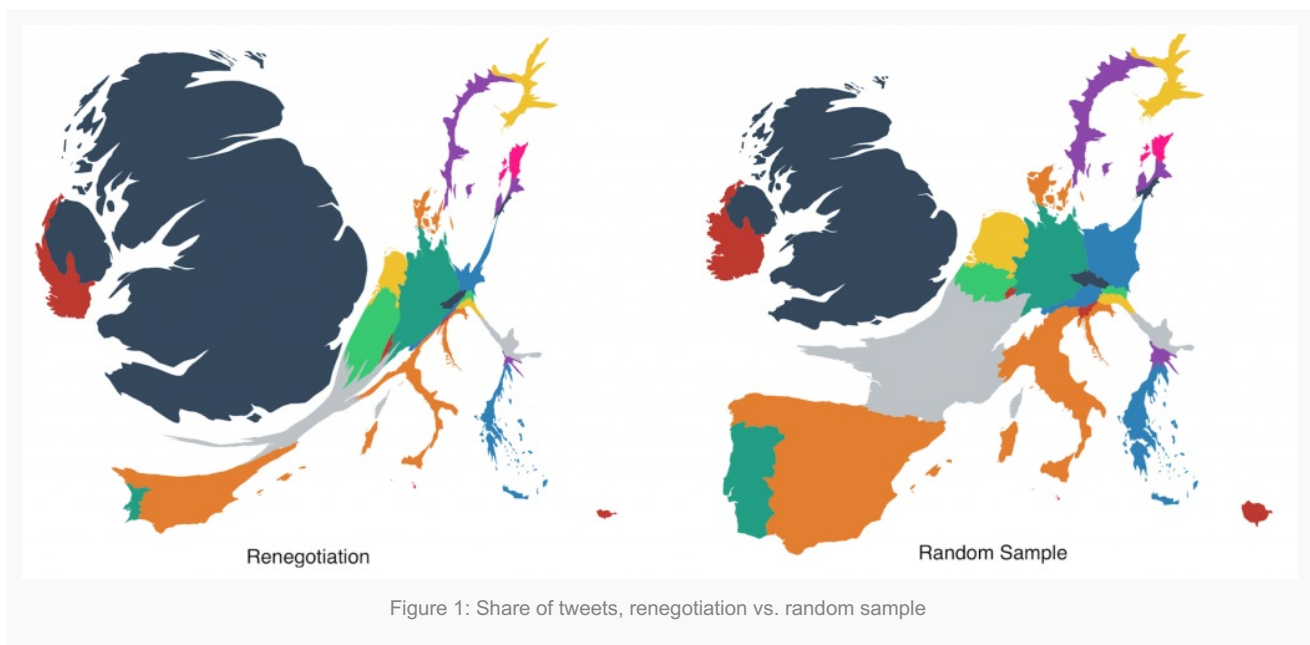 Renegotiation
Random Sample
Figure 1: Share of tweets, renegotiation vs. random sample